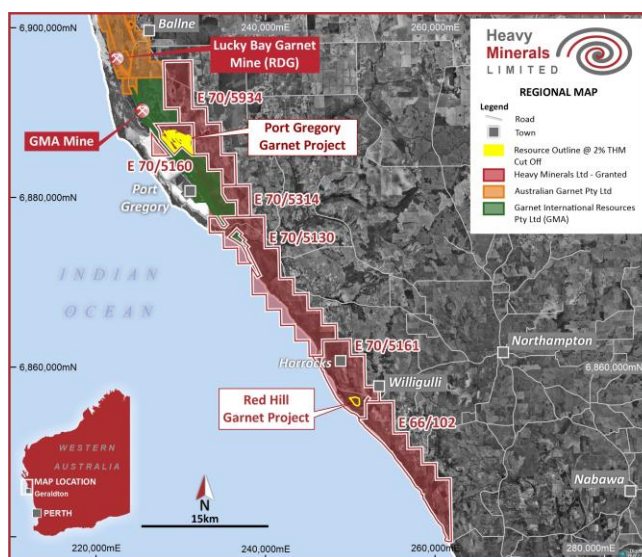 6,900,000mN
Ballne
Lucky Bay Garnet
Mine (RDG)
GMA Mine
E 70/5934
Port Gregory
Garnet Project
E 70/5160
6,880,000mN
Port
Gregory
E 70/5314
E 70/5130
INDIAN
OCEAN
Northampton
E 70/5161
6,860,000mN
6,860,000mN
Horrocks
Willigulli
Red Hill
Garnet Project
E 66/102
Nabawa
WESTERN
AUSTRALIA
MAP LOCATION
Geraldton
PERTH
N
15km
220,000mE
240,000mE
260,000mE
280,000mE
Heavy
Minerals
LIMITED
REGIONAL MAP
Legend
Road
Town
Resource Outline @ 2% THM
Cut Off
Heavy Minerals Ltd - Granted
Australian Garnet Pty Ltd
Garnet International Resources
Pty Ltd (GMA)